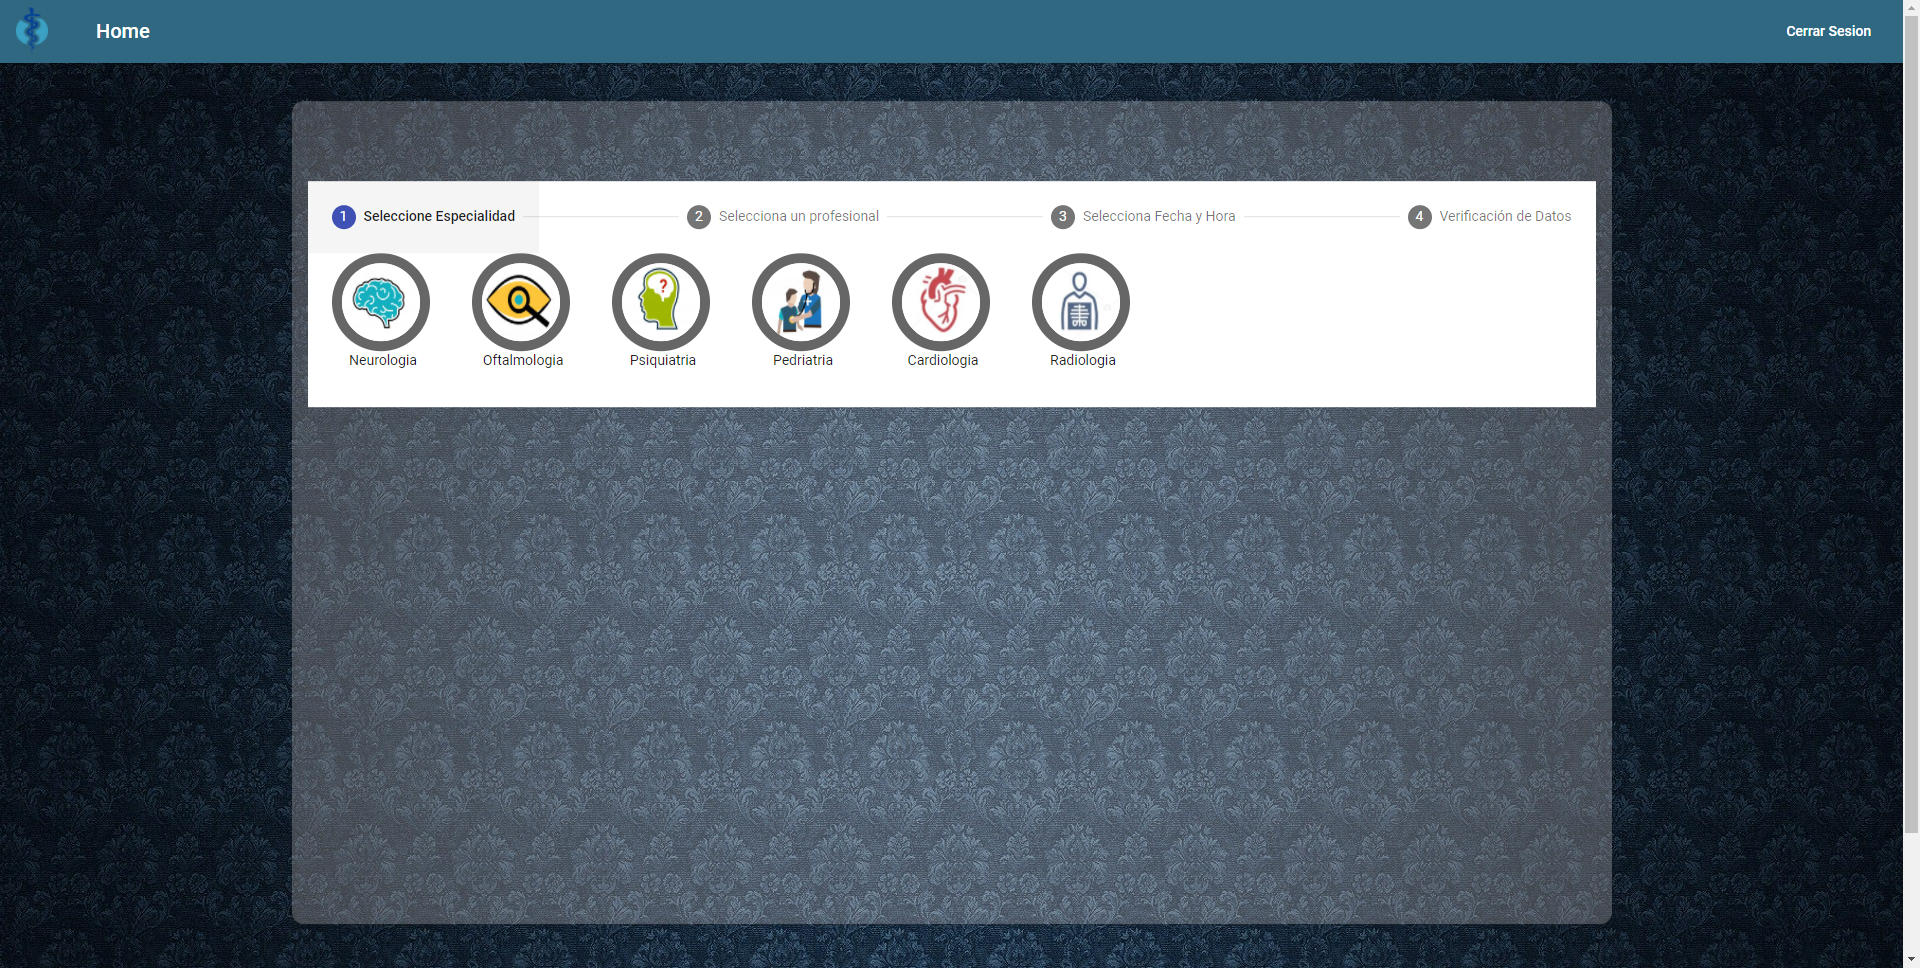 Home
Cerrar Sesion
1 Seleccione Especialidad
2 Selecciona un profesional
3 Selecciona Fecha y Hora
4 Verificación de Datos
?
Neurologia
Oftalmologia
Psiquiatria
Pedriatria
Cardiologia
Radiologia